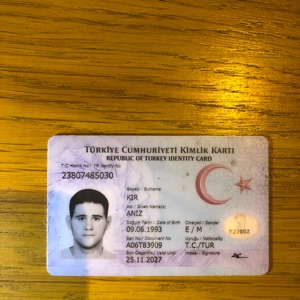 TÜRKİYE CUMHURİYETİ KİMLİK KARTI
REPUBLIC OF TURKEY IDENTITY CARD
T.C. Kimlik No / TR Identity No
23807485030
Soyadı / Surname
KIR
Adı / Given Name(s)
ANIZ
Doğum Tarihi / Date of Birth Cinsiyeti / Gender
09.06.1993 E / M
Seri No / Document No Uyruğu / Nationality
A06T83909 T.C./TUR
Son Geçerlilik / Valid Until İmzası / Signature
25.11.2027